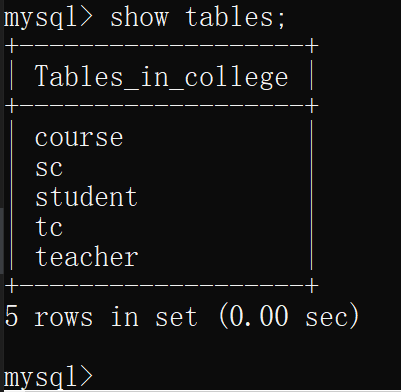 mysql> show tables;
+--------------------+
| Tables_in_college |
+--------------------+
| course |
| sc |
| student |
| tc |
| teacher |
+--------------------+
5 rows in set (0.00 sec)
mysql>